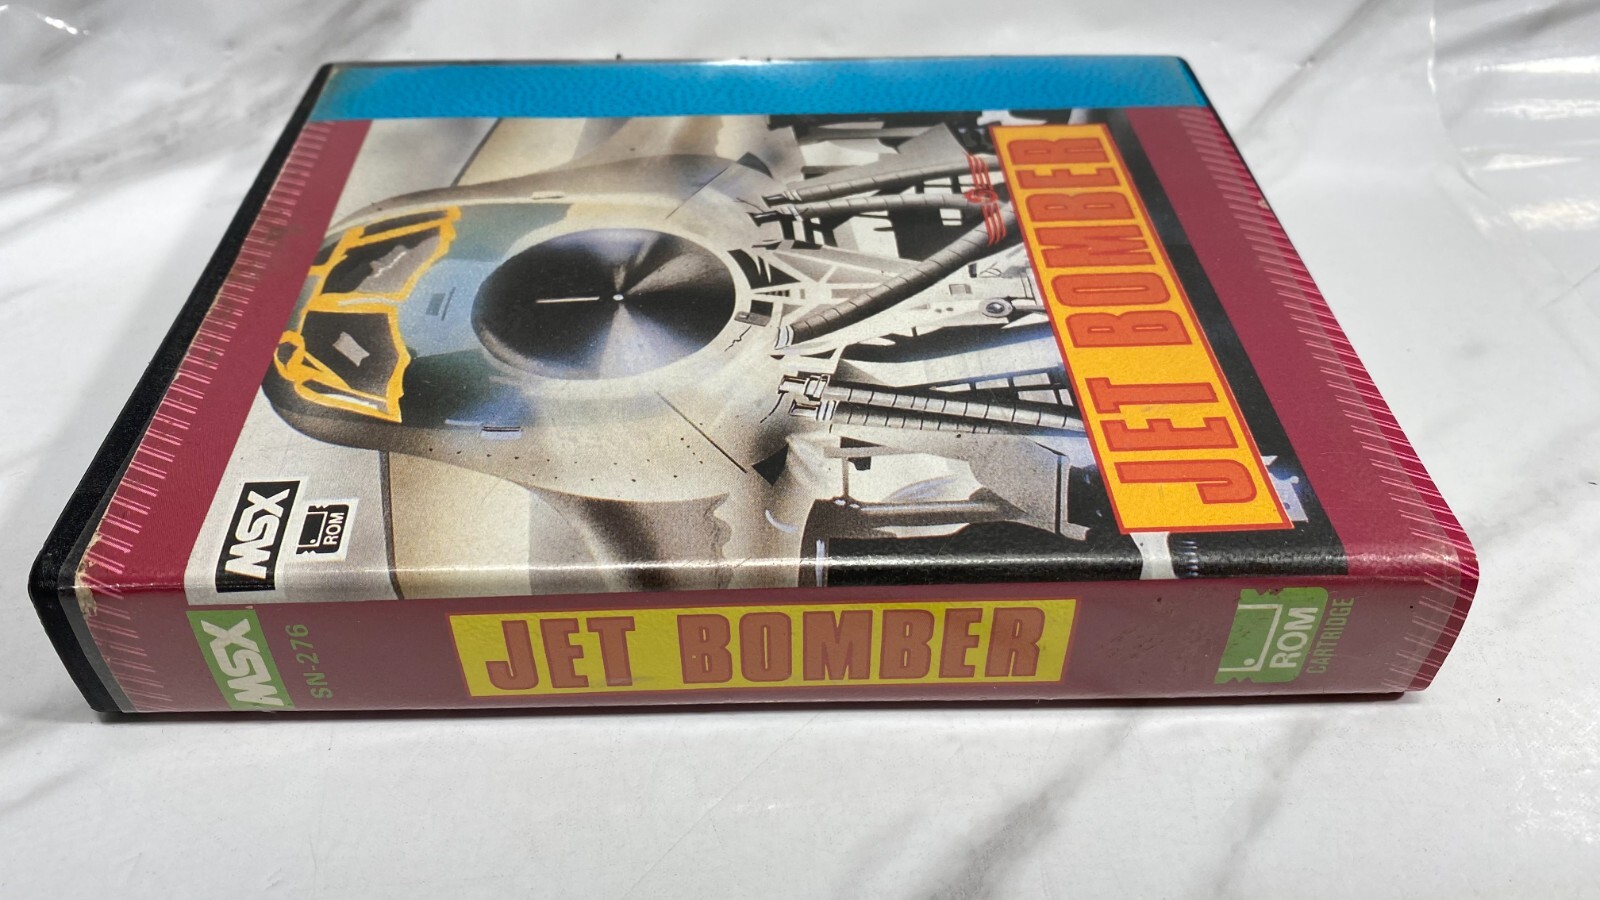 JET BOMBER
MSX
ROM
MSX
SN-276
JET BOMBER
ROM
CARTRIDGE